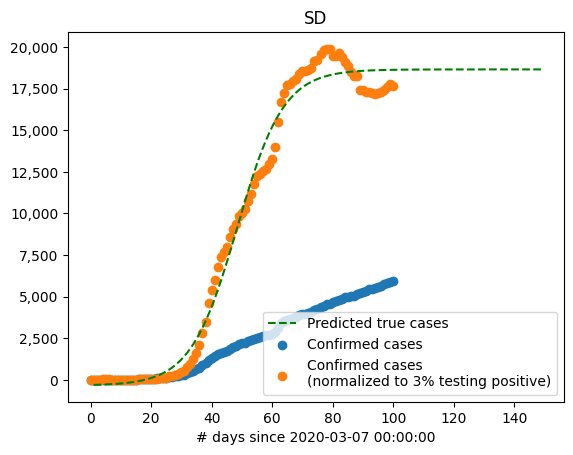 SD
20,000
17,500
15,000
12,500
10,000
7,500
5,000
2,500
0
Predicted true cases
Confirmed cases
Confirmed cases
(normalized to 3% testing positive)
0 20 40 60 80 100 120 140
# days since 2020-03-07 00:00:00